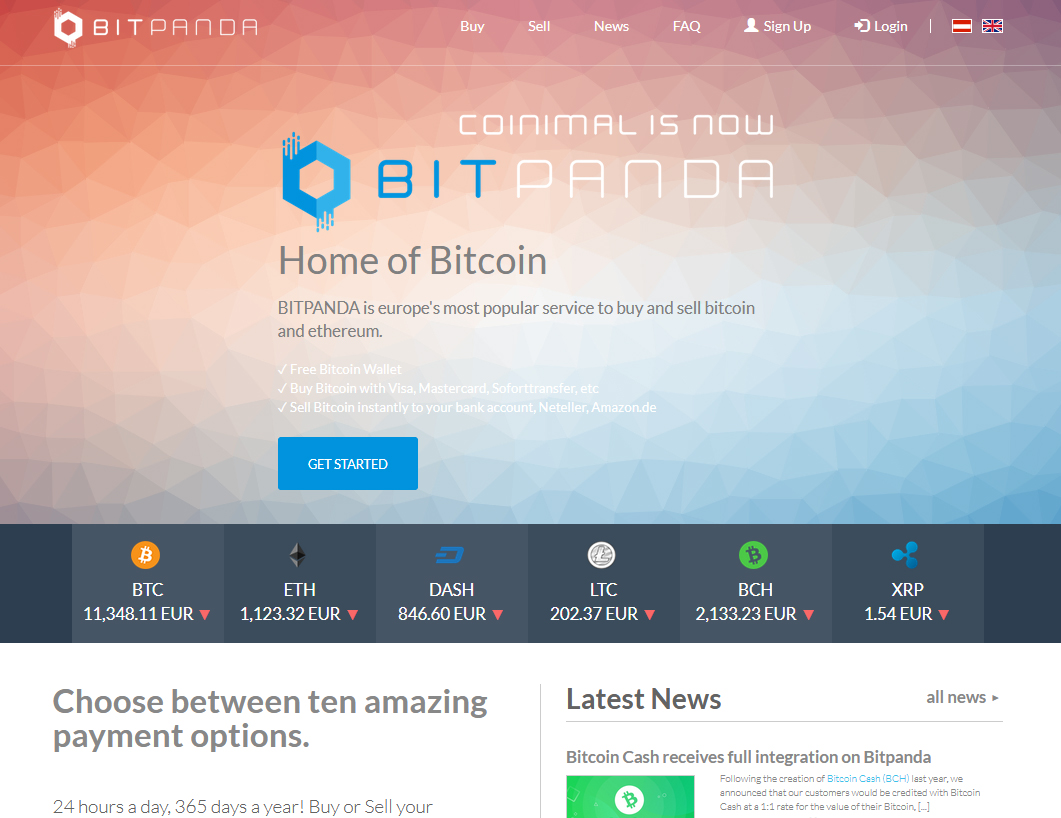 BITPANDA
Buy Sell News FAQ Sign Up Login |
COINIMAL IS NOW
BITPANDA
Home of Bitcoin
BITPANDA is europe's most popular service to buy and sell bitcoin
and ethereum.
✓ Free Bitcoin Wallet
✓ Buy Bitcoin with Visa, Mastercard, Soforttransfer, etc
✓ Sell Bitcoin instantly to your bank account, Neteller, Amazon.de
GET STARTED
BTC ETH DASH LTC BCH XRP
11,348.11 EUR ▼ 1,123.32 EUR ▼ 846.60 EUR ▼ 202.37 EUR ▼ 2,133.23 EUR ▼ 1.54 EUR ▼
Choose between ten amazing
payment options.
24 hours a day, 365 days a year! Buy or Sell your
Latest News
all news ▸
Bitcoin Cash receives full integration on Bitpanda
Following the creation of Bitcoin Cash (BCH) last year, we
announced that our customers would be credited with Bitcoin
Cash at a 1:1 rate for the value of their Bitcoin, [...]